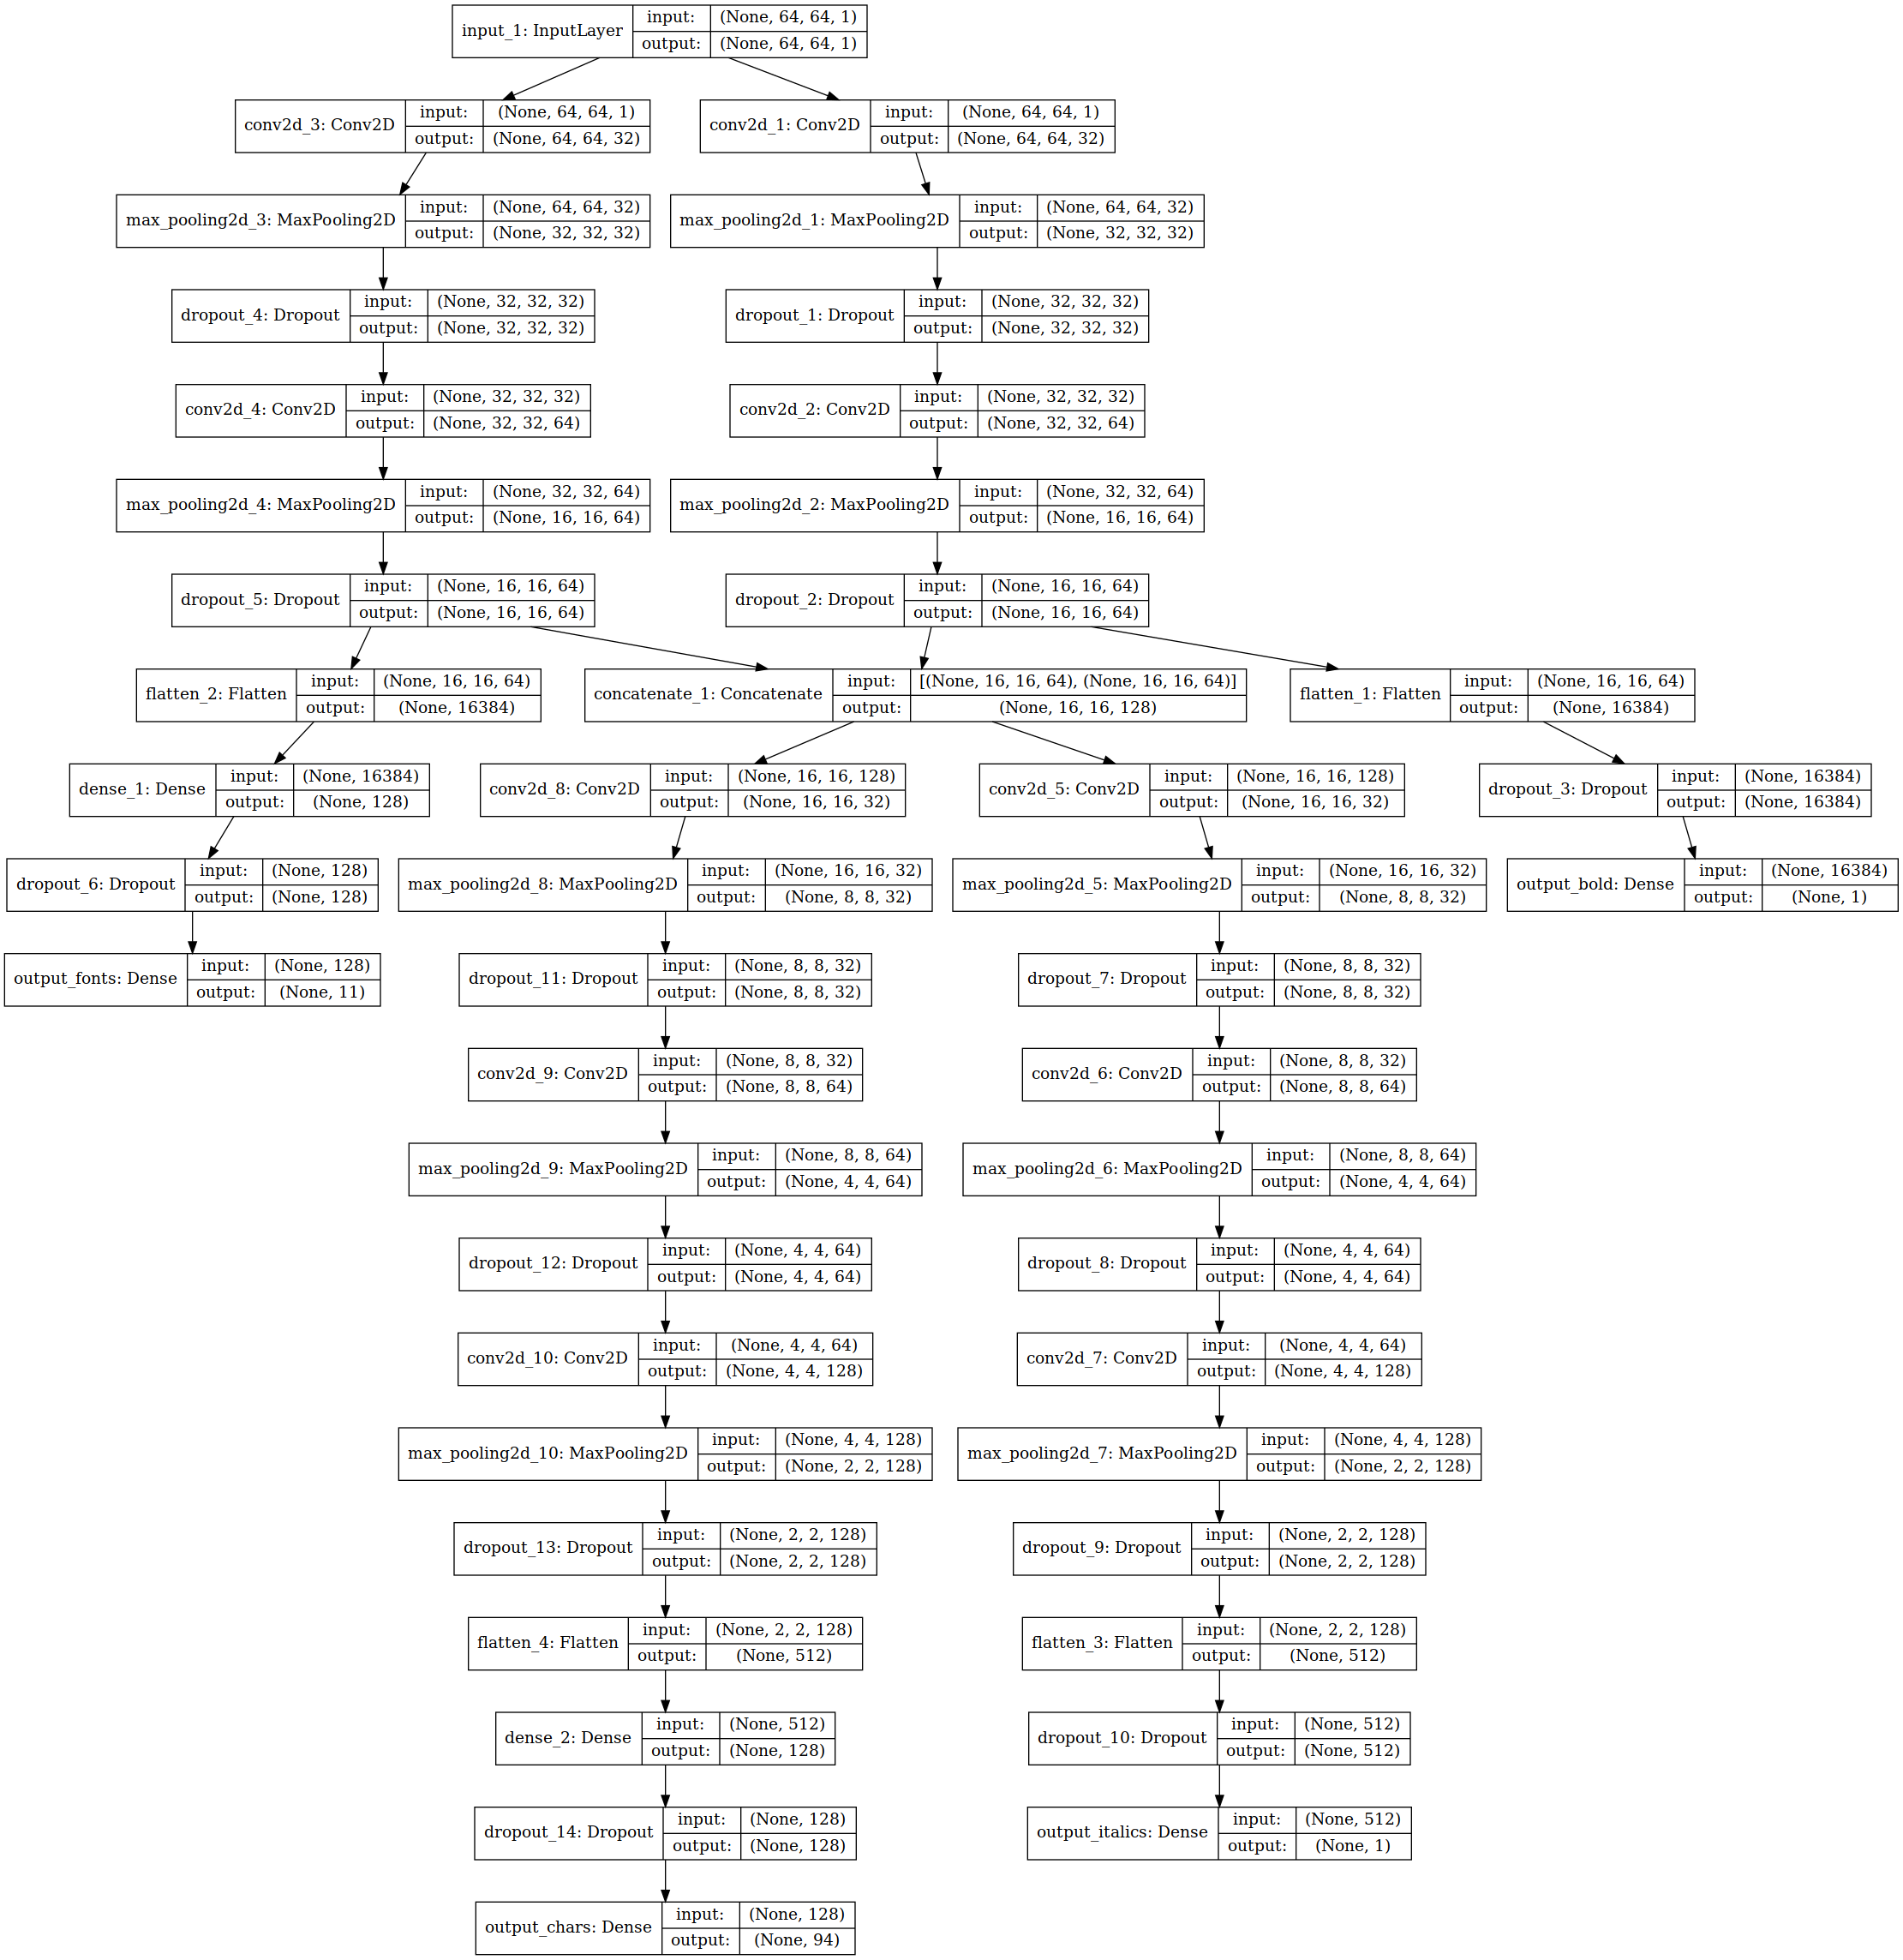 input_1: InputLayer input: (None, 64, 64, 1)
output: (None, 64, 64, 1)
conv2d_3: Conv2D input: (None, 64, 64, 1)
output: (None, 64, 64, 32)
conv2d_1: Conv2D input: (None, 64, 64, 1)
output: (None, 64, 64, 32)
max_pooling2d_3: MaxPooling2D input: (None, 64, 64, 32)
output: (None, 32, 32, 32)
max_pooling2d_1: MaxPooling2D input: (None, 64, 64, 32)
output: (None, 32, 32, 32)
dropout_4: Dropout input: (None, 32, 32, 32)
output: (None, 32, 32, 32)
dropout_1: Dropout input: (None, 32, 32, 32)
output: (None, 32, 32, 32)
conv2d_4: Conv2D input: (None, 32, 32, 32)
output: (None, 32, 32, 64)
conv2d_2: Conv2D input: (None, 32, 32, 32)
output: (None, 32, 32, 64)
max_pooling2d_4: MaxPooling2D input: (None, 32, 32, 64)
output: (None, 16, 16, 64)
max_pooling2d_2: MaxPooling2D input: (None, 32, 32, 64)
output: (None, 16, 16, 64)
dropout_5: Dropout input: (None, 16, 16, 64)
output: (None, 16, 16, 64)
dropout_2: Dropout input: (None, 16, 16, 64)
output: (None, 16, 16, 64)
flatten_2: Flatten input: (None, 16, 16, 64)
output: (None, 16384)
concatenate_1: Concatenate input: [(None, 16, 16, 64), (None, 16, 16, 64)]
output: (None, 16, 16, 128)
flatten_1: Flatten input: (None, 16, 16, 64)
output: (None, 16384)
dense_1: Dense input: (None, 16384)
output: (None, 128)
conv2d_8: Conv2D input: (None, 16, 16, 128)
output: (None, 16, 16, 32)
conv2d_5: Conv2D input: (None, 16, 16, 128)
output: (None, 16, 16, 32)
dropout_3: Dropout input: (None, 16384)
output: (None, 16384)
dropout_6: Dropout input: (None, 128)
output: (None, 128)
max_pooling2d_8: MaxPooling2D input: (None, 16, 16, 32)
output: (None, 8, 8, 32)
max_pooling2d_5: MaxPooling2D input: (None, 16, 16, 32)
output: (None, 8, 8, 32)
output_bold: Dense input: (None, 16384)
output: (None, 1)
output_fonts: Dense input: (None, 128)
output: (None, 11)
dropout_11: Dropout input: (None, 8, 8, 32)
output: (None, 8, 8, 32)
dropout_7: Dropout input: (None, 8, 8, 32)
output: (None, 8, 8, 32)
conv2d_9: Conv2D input: (None, 8, 8, 32)
output: (None, 8, 8, 64)
conv2d_6: Conv2D input: (None, 8, 8, 32)
output: (None, 8, 8, 64)
max_pooling2d_9: MaxPooling2D input: (None, 8, 8, 64)
output: (None, 4, 4, 64)
max_pooling2d_6: MaxPooling2D input: (None, 8, 8, 64)
output: (None, 4, 4, 64)
dropout_12: Dropout input: (None, 4, 4, 64)
output: (None, 4, 4, 64)
dropout_8: Dropout input: (None, 4, 4, 64)
output: (None, 4, 4, 64)
conv2d_10: Conv2D input: (None, 4, 4, 64)
output: (None, 4, 4, 128)
conv2d_7: Conv2D input: (None, 4, 4, 64)
output: (None, 4, 4, 128)
max_pooling2d_10: MaxPooling2D input: (None, 4, 4, 128)
output: (None, 2, 2, 128)
max_pooling2d_7: MaxPooling2D input: (None, 4, 4, 128)
output: (None, 2, 2, 128)
dropout_13: Dropout input: (None, 2, 2, 128)
output: (None, 2, 2, 128)
dropout_9: Dropout input: (None, 2, 2, 128)
output: (None, 2, 2, 128)
flatten_4: Flatten input: (None, 2, 2, 128)
output: (None, 512)
flatten_3: Flatten input: (None, 2, 2, 128)
output: (None, 512)
dense_2: Dense input: (None, 512)
output: (None, 128)
dropout_10: Dropout input: (None, 512)
output: (None, 512)
dropout_14: Dropout input: (None, 128)
output: (None, 128)
output_italics: Dense input: (None, 512)
output: (None, 1)
output_chars: Dense input: (None, 128)
output: (None, 94)